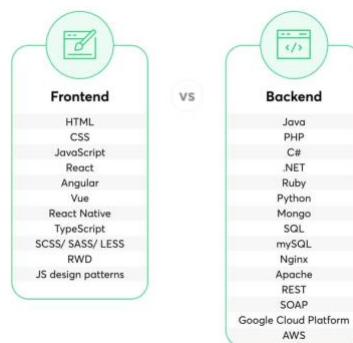 Frontend
HTML
CSS
JavaScript
React
Angular
Vue
React Native
TypeScript
SCSS/ SASS/ LESS
RWD
JS design patterns
VS
Backend
Java
PHP
C#
.NET
Ruby
Python
Mongo
SQL
mySQL
Nginx
Apache
REST
SOAP
Google Cloud Platform
AWS